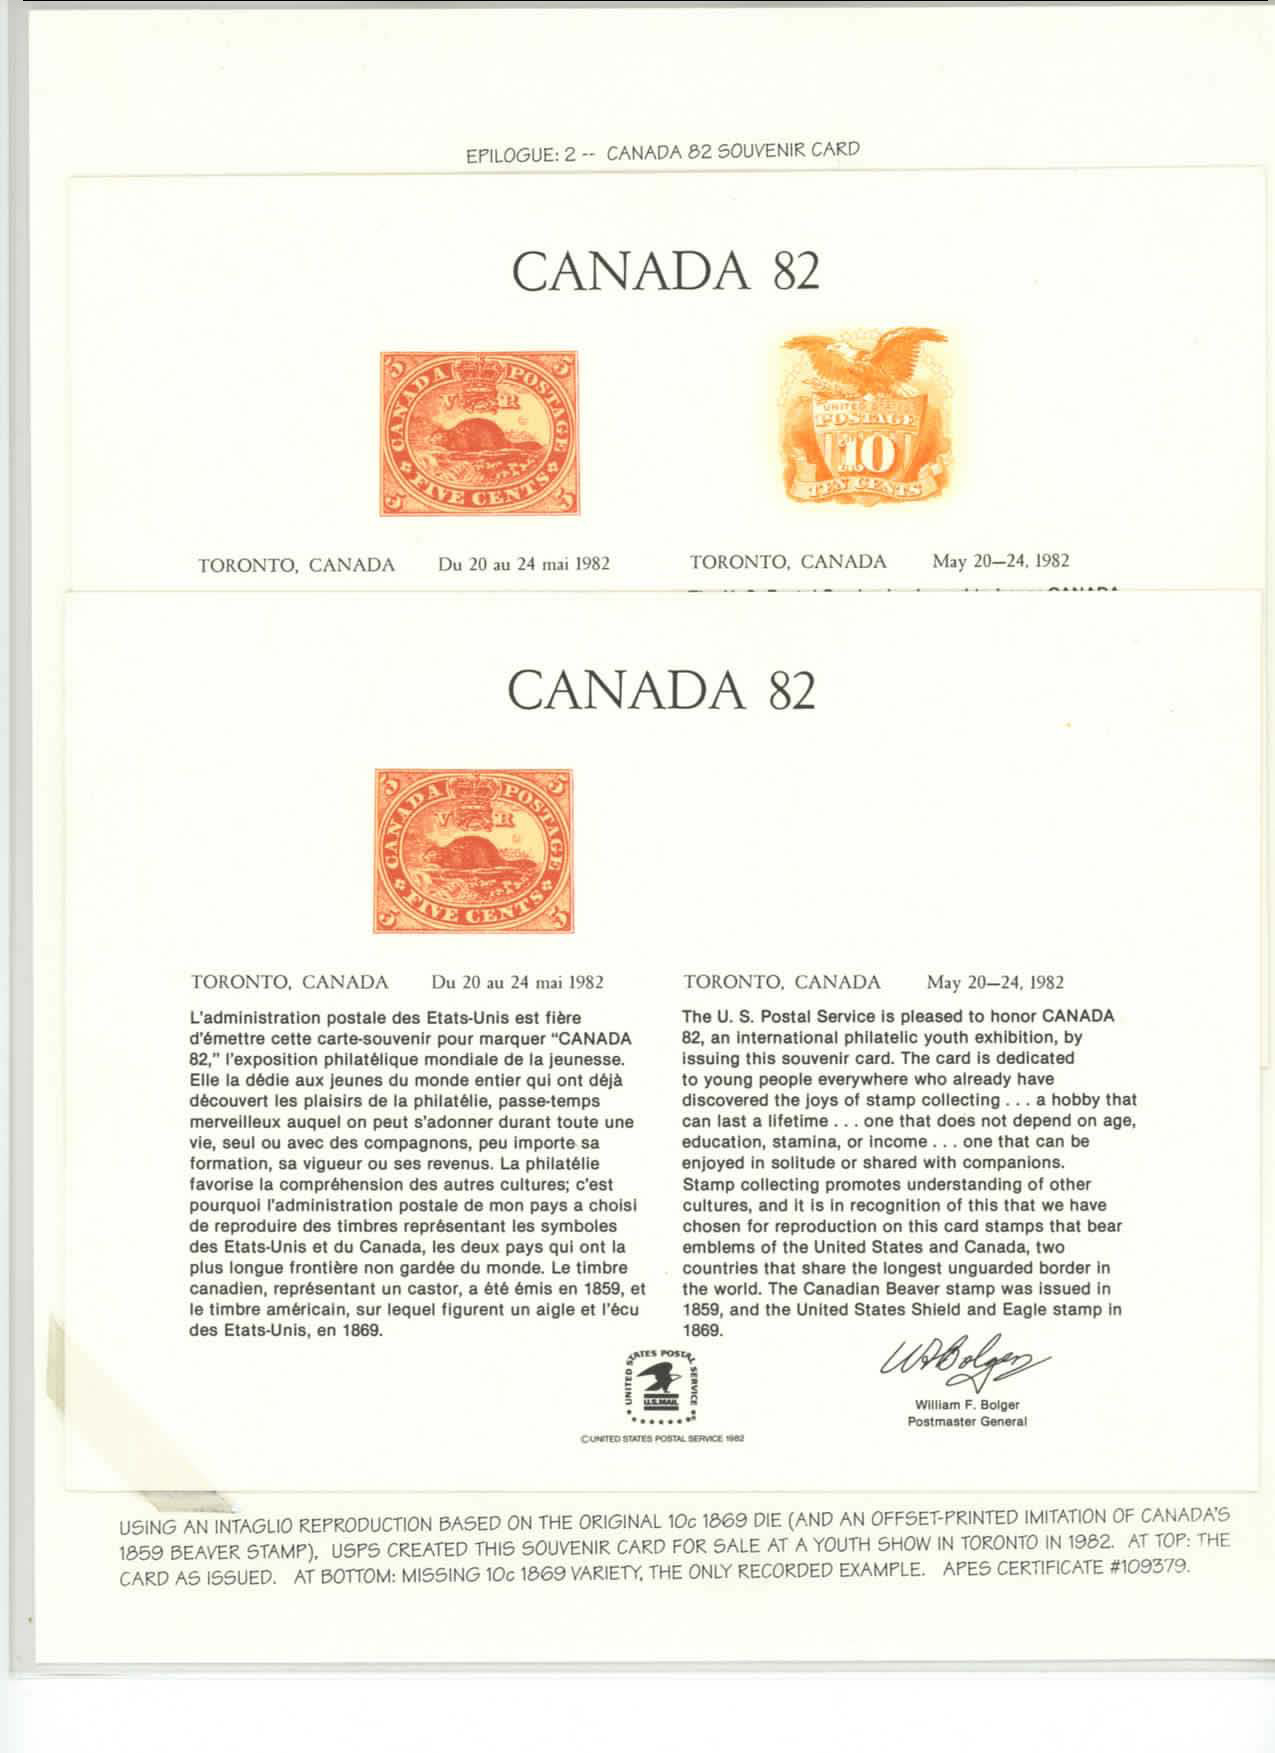 EPILOGUE: 2 -- CANADA 82 SOUVENIR CARD
CANADA 82
5 5
CANADA POSTAGE
V R
FIVE CENTS
5 5
UNITED STATES
POSTAGE
10
TEN CENTS
TORONTO, CANADA Du 20 au 24 mai 1982
TORONTO, CANADA May 20–24, 1982
CANADA 82
5 5
CANADA POSTAGE
V R
FIVE CENTS
5 5
TORONTO, CANADA Du 20 au 24 mai 1982
L'administration postale des Etats-Unis est fière
d'émettre cette carte-souvenir pour marquer “CANADA
82,” l'exposition philatélique mondiale de la jeunesse.
Elle la dédie aux jeunes du monde entier qui ont déjà
découvert les plaisirs de la philatélie, passe-temps
merveilleux auquel on peut s'adonner durant toute une
vie, seul ou avec des compagnons, peu importe sa
formation, sa vigueur ou ses revenus. La philatélie
favorise la compréhension des autres cultures; c'est
pourquoi l'administration postale de mon pays a choisi
de reproduire des timbres représentant les symboles
des Etats-Unis et du Canada, les deux pays qui ont la
plus longue frontière non gardée du monde. Le timbre
canadien, représentant un castor, a été émis en 1859, et
le timbre américain, sur lequel figurent un aigle et l'écu
des Etats-Unis, en 1869.
TORONTO, CANADA May 20–24, 1982
The U. S. Postal Service is pleased to honor CANADA
82, an international philatelic youth exhibition, by
issuing this souvenir card. The card is dedicated
to young people everywhere who already have
discovered the joys of stamp collecting . . . a hobby that
can last a lifetime . . . one that does not depend on age,
education, stamina, or income . . . one that can be
enjoyed in solitude or shared with companions.
Stamp collecting promotes understanding of other
cultures, and it is in recognition of this that we have
chosen for reproduction on this card stamps that bear
emblems of the United States and Canada, two
countries that share the longest unguarded border in
the world. The Canadian Beaver stamp was issued in
1859, and the United States Shield and Eagle stamp in
1869.
UNITED STATES POSTAL SERVICE
U.S.MAIL
©UNITED STATES POSTAL SERVICE 1982
WF Bolger
William F. Bolger
Postmaster General
USING AN INTAGLIO REPRODUCTION BASED ON THE ORIGINAL 10c 1869 DIE (AND AN OFFSET-PRINTED IMITATION OF CANADA'S
1859 BEAVER STAMP), USPS CREATED THIS SOUVENIR CARD FOR SALE AT A YOUTH SHOW IN TORONTO IN 1982. AT TOP: THE
CARD AS ISSUED. AT BOTTOM: MISSING 10c 1869 VARIETY, THE ONLY RECORDED EXAMPLE. APES CERTIFICATE #109379.